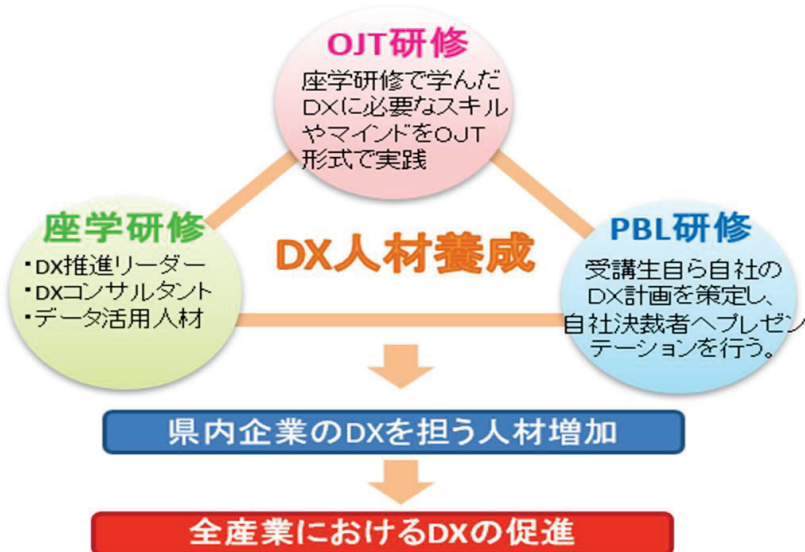 OJT研修
座学研修で学んだ
DXに必要なスキル
やマインドをOJT
形式で実践
座学研修
・DX推進リーダー
・DXコンサルタント
・データ活用人材
DX人材養成
PBL研修
受講生自ら自社の
DX計画を策定し、
自社決裁者へプレゼン
テーションを行う。
県内企業のDXを担う人材増加
全産業におけるDXの促進